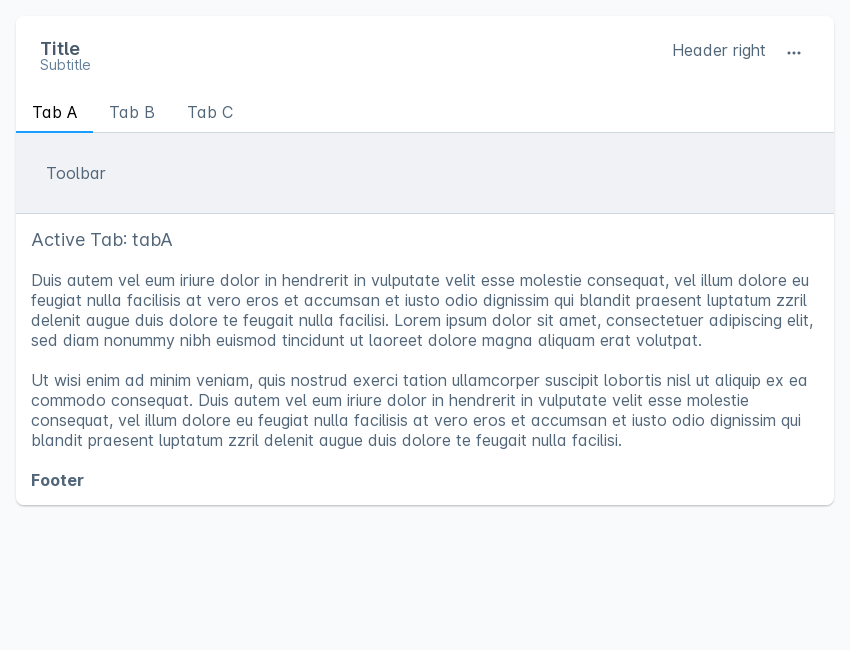 Title
Subtitle
Header right
Tab A
Tab B
Tab C
Toolbar
Active Tab: tabA
Duis autem vel eum iriure dolor in hendrerit in vulputate velit esse molestie consequat, vel illum dolore eu
feugiat nulla facilisis at vero eros et accumsan et iusto odio dignissim qui blandit praesent luptatum zzril
delenit augue duis dolore te feugait nulla facilisi. Lorem ipsum dolor sit amet, consectetuer adipiscing elit,
sed diam nonummy nibh euismod tincidunt ut laoreet dolore magna aliquam erat volutpat.
Ut wisi enim ad minim veniam, quis nostrud exerci tation ullamcorper suscipit lobortis nisl ut aliquip ex ea
commodo consequat. Duis autem vel eum iriure dolor in hendrerit in vulputate velit esse molestie
consequat, vel illum dolore eu feugiat nulla facilisis at vero eros et accumsan et iusto odio dignissim qui
blandit praesent luptatum zzril delenit augue duis dolore te feugait nulla facilisi.
Footer